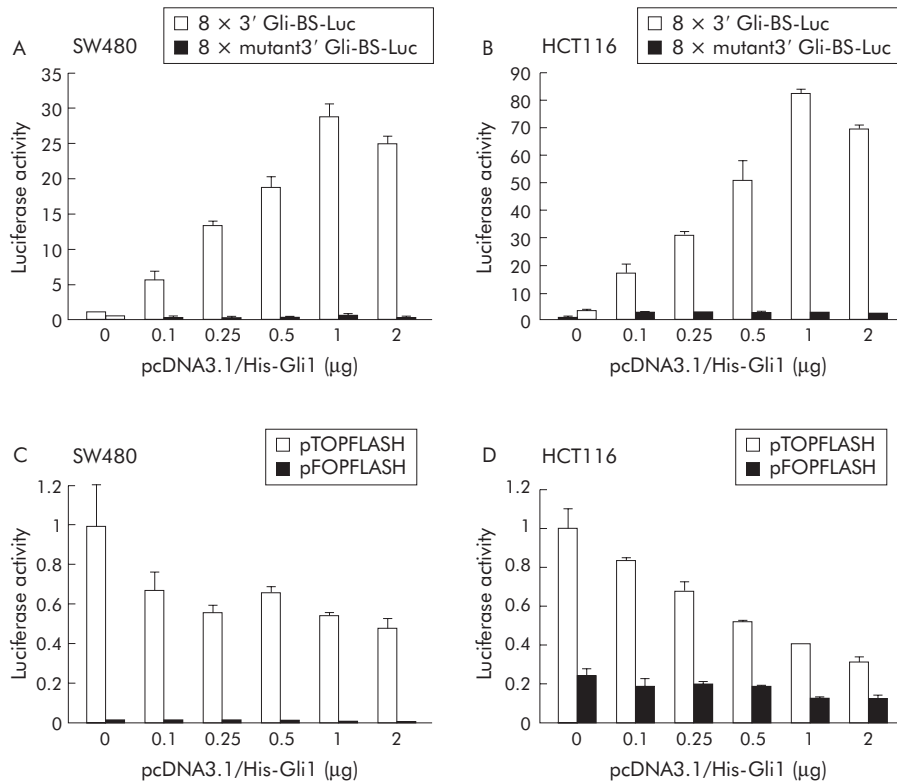 A
SW480
8 × 3′ Gli-BS-Luc
8 × mutant3′ Gli-BS-Luc
Luciferase activity
35
30
25
20
15
10
5
0
0 0.1 0.25 0.5 1 2
pcDNA3.1/His-Gli1 (μg)
B
HCT116
8 × 3′ Gli-BS-Luc
8 × mutant3′ Gli-BS-Luc
Luciferase activity
90
80
70
60
50
40
30
20
10
0
0 0.1 0.25 0.5 1 2
pcDNA3.1/His-Gli1 (μg)
C
SW480
pTOPFLASH
pFOPFLASH
Luciferase activity
1.2
1
0.8
0.6
0.4
0.2
0
0 0.1 0.25 0.5 1 2
pcDNA3.1/His-Gli1 (μg)
D
HCT116
pTOPFLASH
pFOPFLASH
Luciferase activity
1.2
1
0.8
0.6
0.4
0.2
0
0 0.1 0.25 0.5 1 2
pcDNA3.1/His-Gli1 (μg)